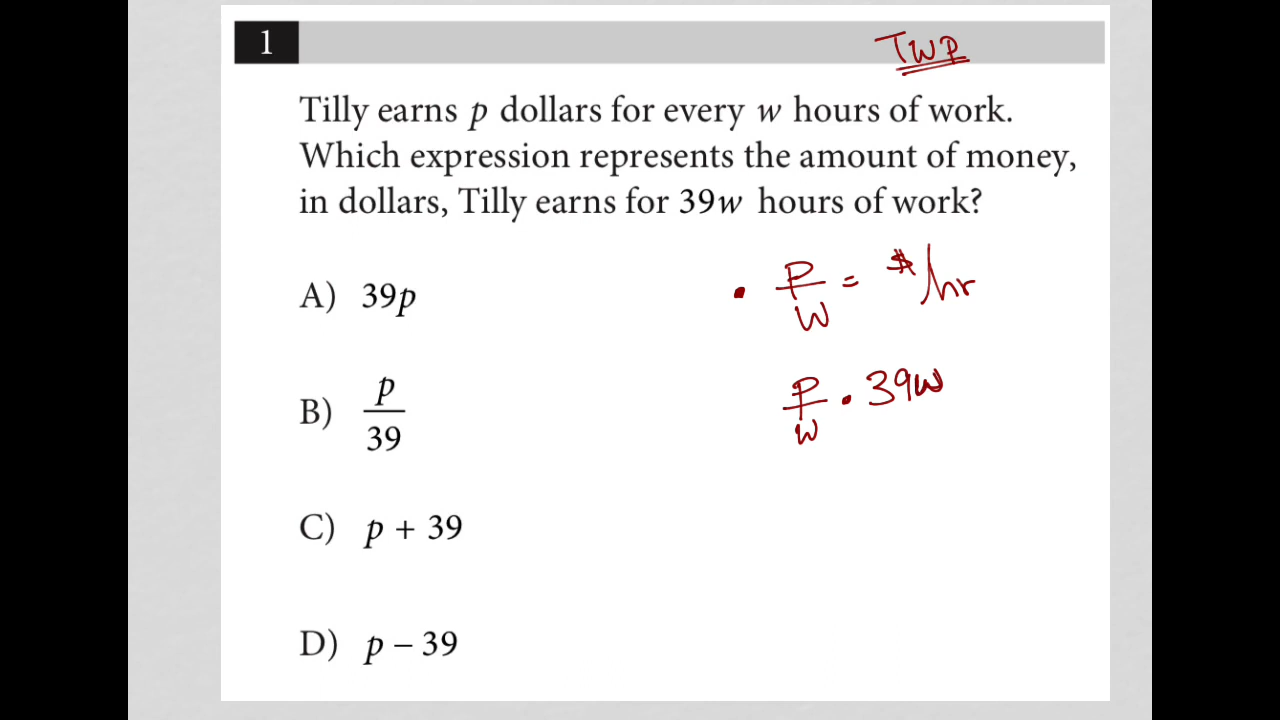 1
TWP
Tilly earns p dollars for every w hours of work.
Which expression represents the amount of money,
in dollars, Tilly earns for 39w hours of work?
A) 39p
B) p/39
C) p + 39
D) p – 39
• P/W = $/hr
P/W • 39W